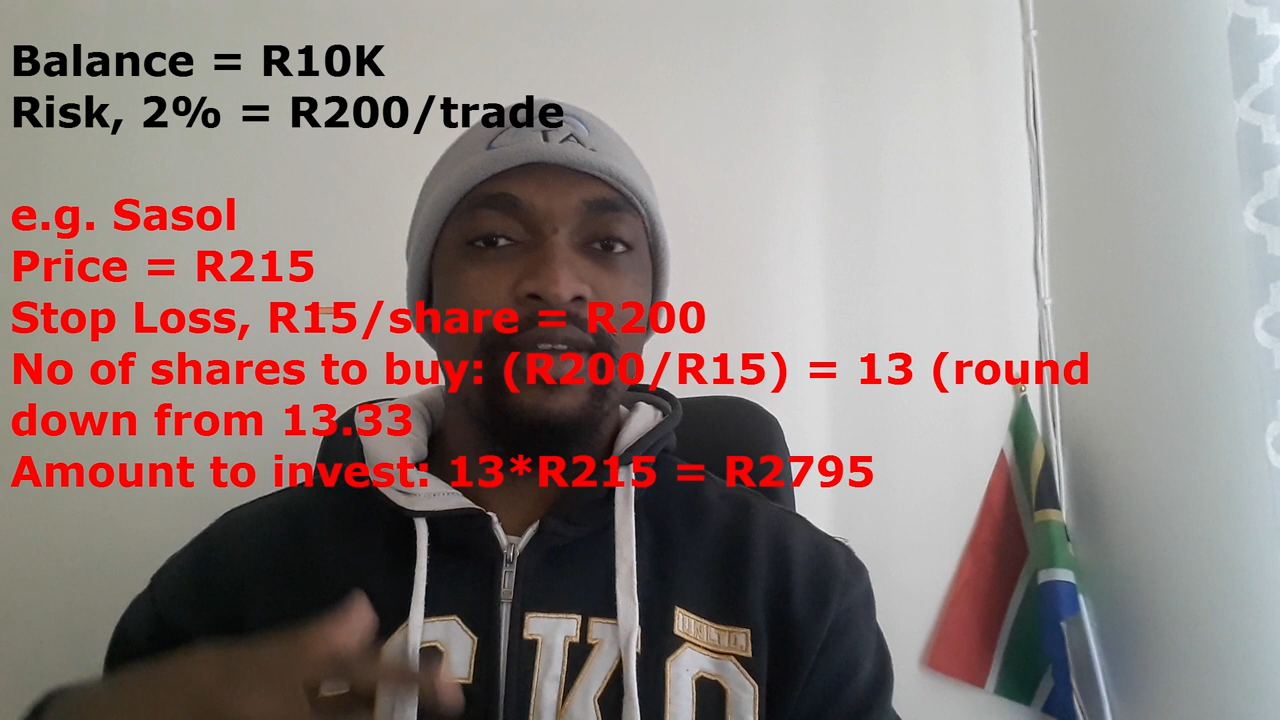 Balance = R10K
Risk, 2% = R200/trade
e.g. Sasol
Price = R215
Stop Loss, R15/share = R200
No of shares to buy: (R200/R15) = 13 (round
down from 13.33
Amount to invest: 13*R215 = R2795
UNLTD.